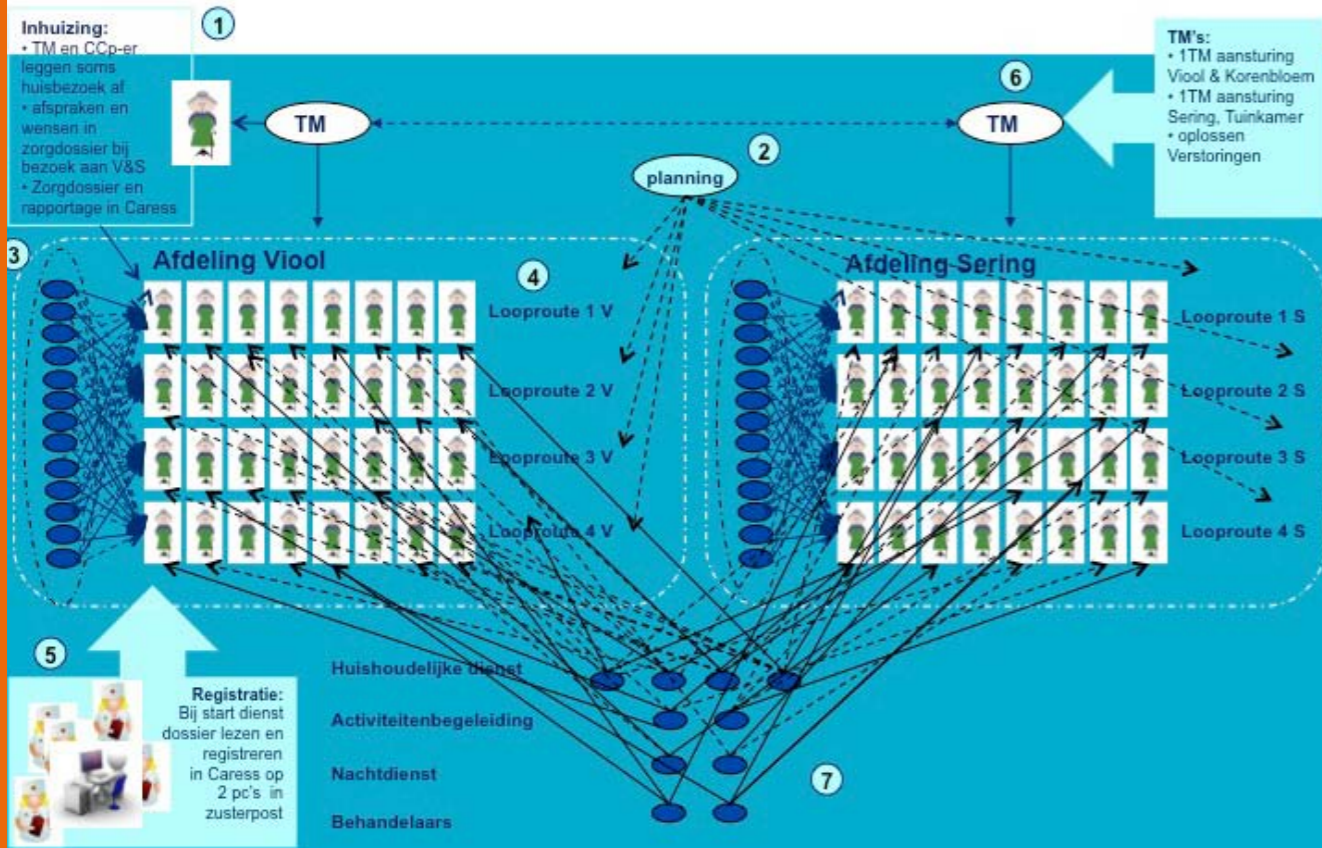 1
Inhuizing:
• TM en CCp-er
leggen soms
huisbezoek af
• afspraken en
wensen in
zorgdossier bij
bezoek aan V&S
• Zorgdossier en
rapportage in Caress
TM
2
planning
6
TM
TM's:
• 1TM aansturing
Viool & Korenbloem
• 1TM aansturing
Sering, Tuinkamer
• oplossen
Verstoringen
3
Afdeling Viool
4
Looproute 1 V
Looproute 2 V
Looproute 3 V
Looproute 4 V
Afdeling Sering
Looproute 1 S
Looproute 2 S
Looproute 3 S
Looproute 4 S
5
Registratie:
Bij start dienst
dossier lezen en
registreren
in Caress op
2 pc's in
zusterpost
Huishoudelijke dienst
Activiteitenbegeleiding
Nachtdienst
Behandelaars
7